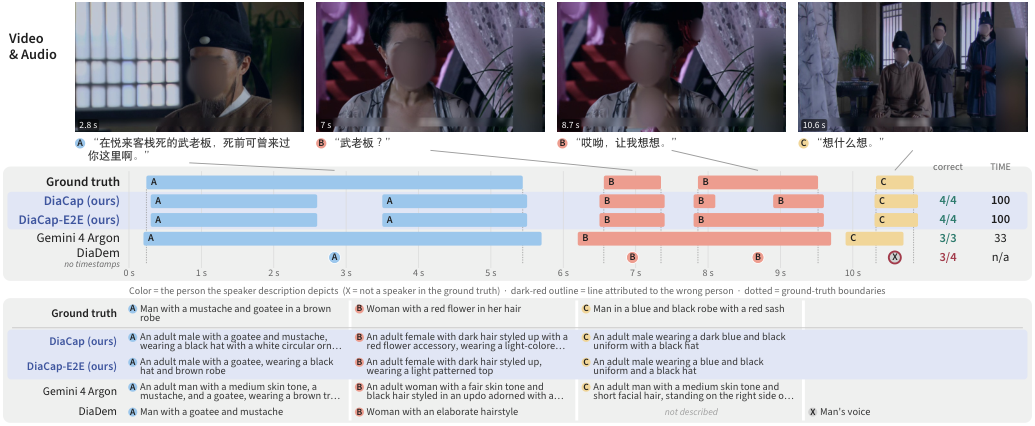 Video
& Audio
2.8 s
7 s
8.7 s
10.6 s
A “在悦来客栈死的武老板，死前可曾来过
你这里啊。”
B “武老板？”
B “哎呦，让我想想。”
C “想什么想。”
correct TIME
Ground truth A B B C
DiaCap (ours) A A B B B C 4/4 100
DiaCap-E2E (ours) A A B B C 4/4 100
Gemini 4 Argon A B C 3/3 33
DiaDem A B B X 3/4 n/a
no timestamps
0 s 1 s 2 s 3 s 4 s 5 s 6 s 7 s 8 s 9 s 10 s
Color = the person the speaker description depicts (X = not a speaker in the ground truth) · dark-red outline = line attributed to the wrong person · dotted = ground-truth boundaries
Ground truth
A Man with a mustache and goatee in a brown
robe
B Woman with a red flower in her hair
C Man in a blue and black robe with a red sash
DiaCap (ours)
A An adult male with a goatee and mustache,
wearing a black hat with a white circular orn…
B An adult female with dark hair styled up with a
red flower accessory, wearing a light-colore…
C An adult male wearing a dark blue and black
uniform with a black hat
DiaCap-E2E (ours)
A An adult male with a goatee, wearing a black
hat and brown robe
B An adult female with dark hair styled up,
wearing a light patterned top
C An adult male wearing a blue and black
uniform and a black hat
Gemini 4 Argon
A An adult man with a medium skin tone, a
mustache, and a goatee, wearing a brown tr…
B An adult woman with a fair skin tone and
black hair styled in an updo adorned with a…
C An adult man with a medium skin tone and
short facial hair, standing on the right side o…
DiaDem
A Man with a goatee and mustache
B Woman with an elaborate hairstyle
not described
X Man's voice